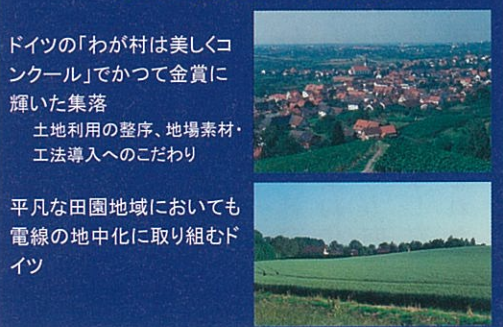 ドイツの「わが村は美しくコ
ンクール」でかつて金賞に
輝いた集落
土地利用の整序、地場素材・
工法導入へのこだわり
平凡な田園地域においても
電線の地中化に取り組むド
イツ